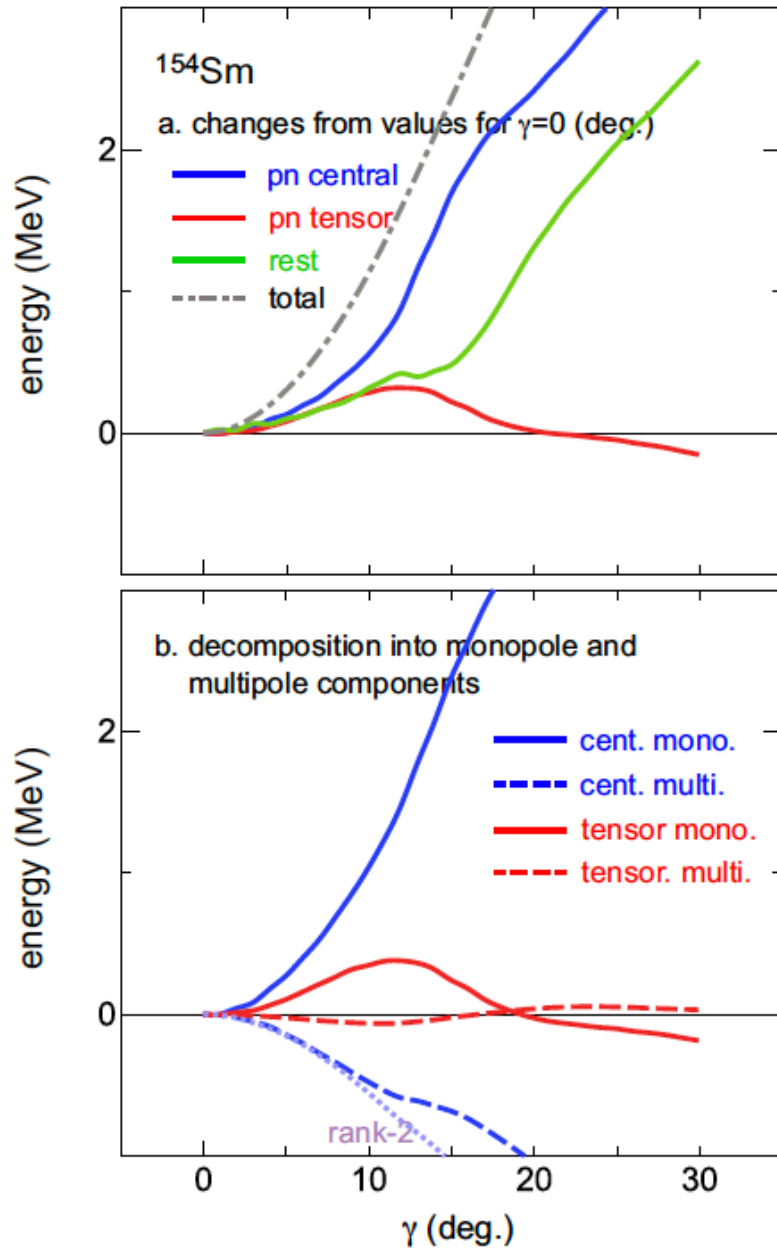 ¹⁵⁴Sm
a. changes from values for γ=0 (deg.)
pn central
pn tensor
rest
total
energy (MeV)
2
0
b. decomposition into monopole and
multipole components
cent. mono.
cent. multi.
tensor mono.
tensor. multi.
energy (MeV)
2
0
rank-2
0
10
20
30
γ (deg.)